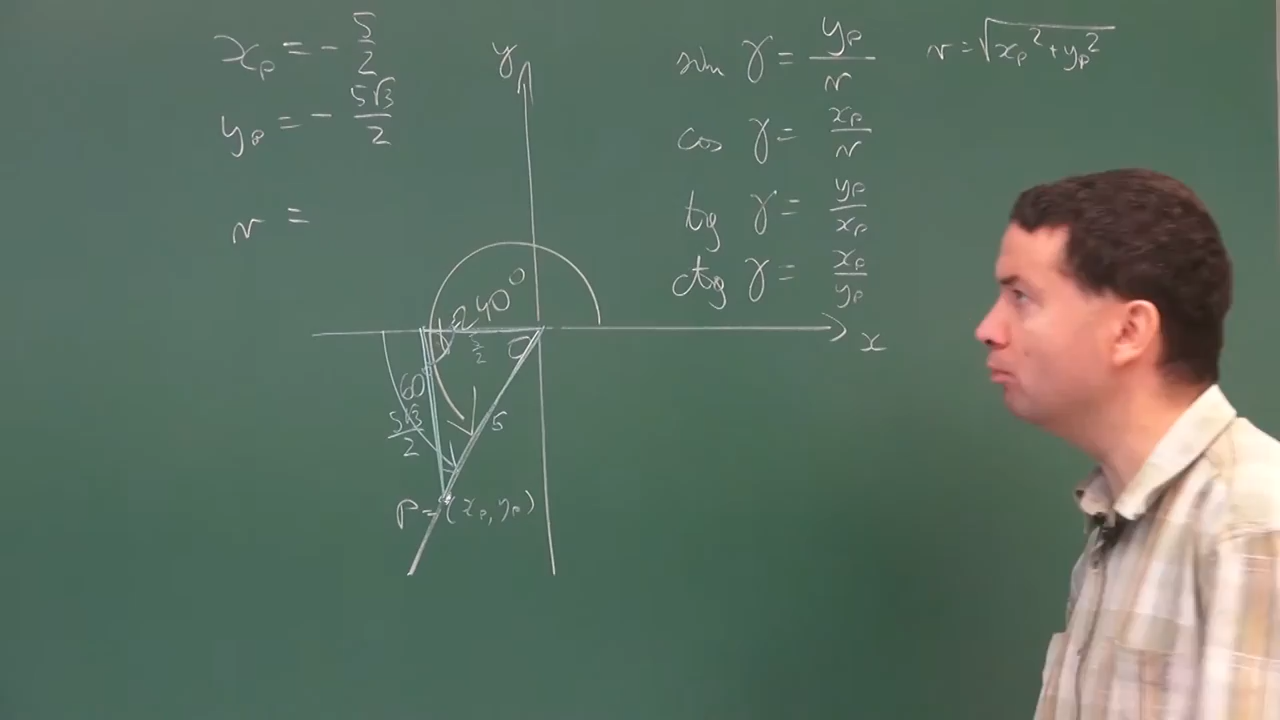 x_P = - 5/2
y_P = - 5√3/2
r =
sin γ = y_P/r
cos γ = x_P/r
tg γ = y_P/x_P
ctg γ = x_P/y_P
r = √(x_P² + y_P²)
y
240°
x
5/2
60°
5√3/2
5
P = (x_P, y_P)